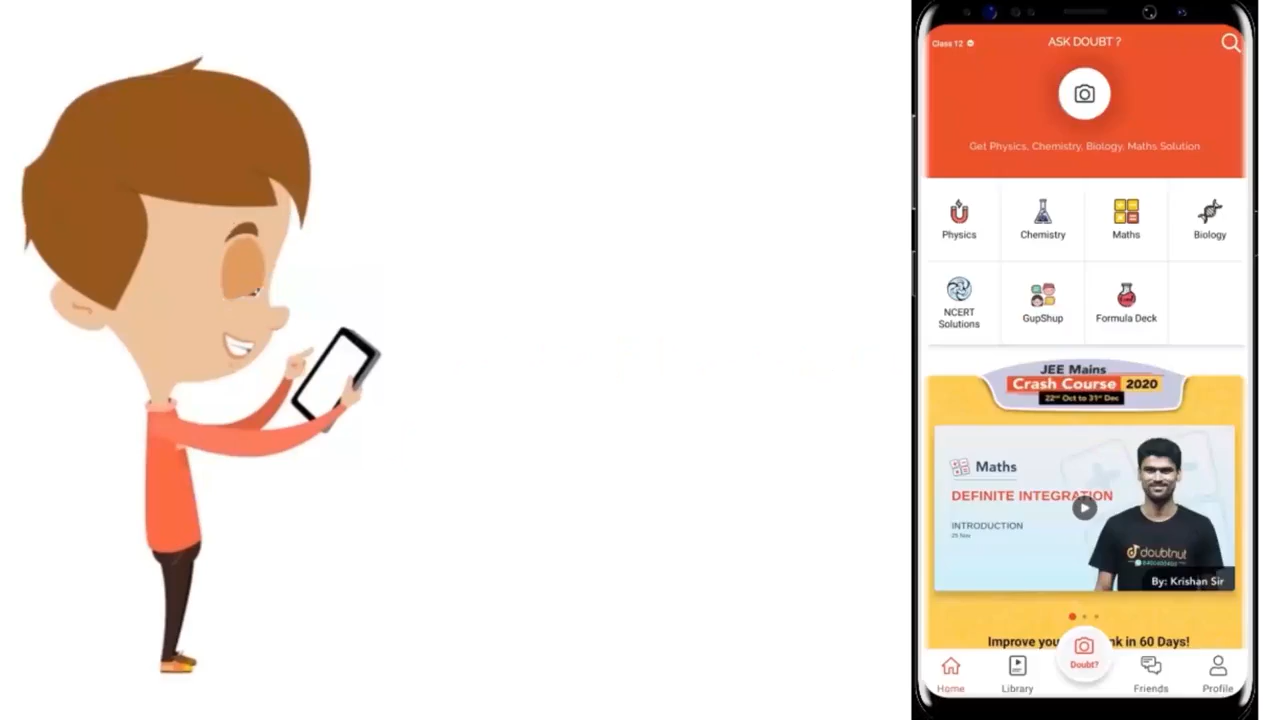 Class 12
ASK DOUBT ?
Get Physics, Chemistry, Biology, Maths Solution
Physics
Chemistry
Maths
Biology
NCERT
Solutions
GupShup
Formula Deck
JEE Mains
Crash Course 2020
22nd Oct to 31st Dec
Maths
DEFINITE INTEGRATION
INTRODUCTION
doubtnut
By: Krishan Sir
Improve you nk in 60 Days!
Doubt?
Home
Library
Friends
Profile